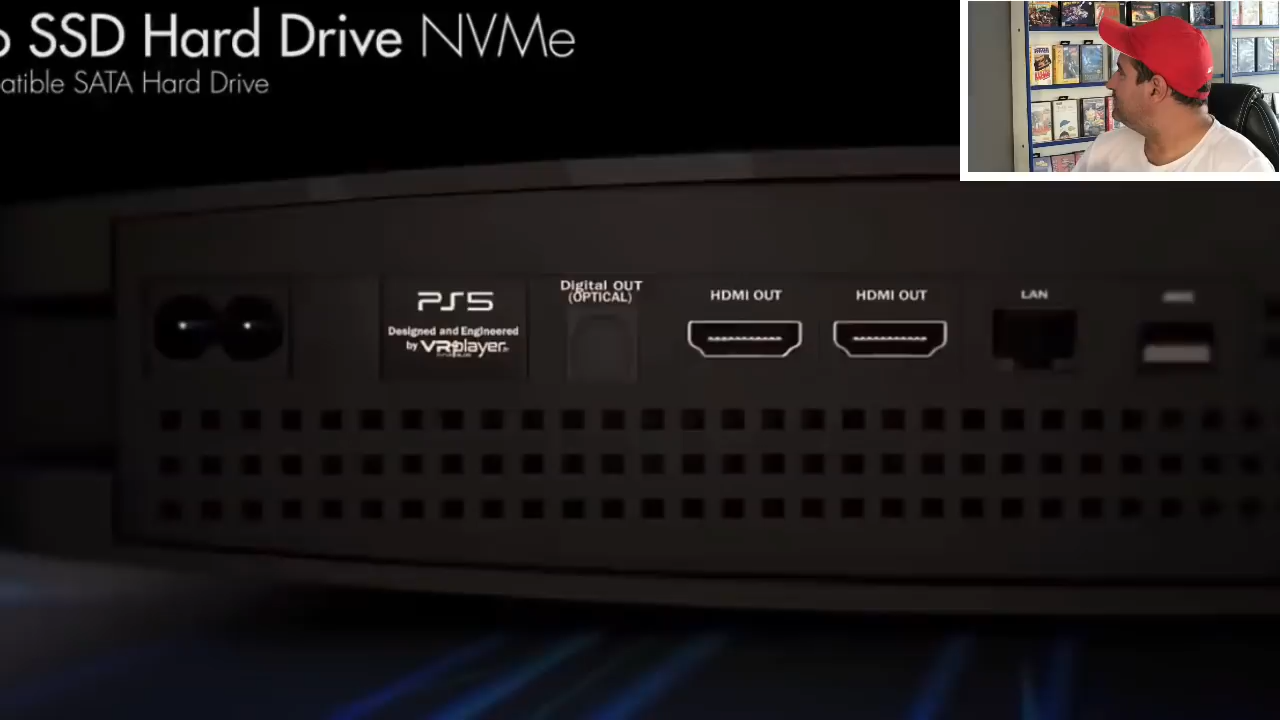 SSD Hard Drive NVMe
SATA Hard Drive
PS5
Designed and Engineered
by VRplayer
Digital OUT
(OPTICAL)
HDMI OUT
HDMI OUT
LAN